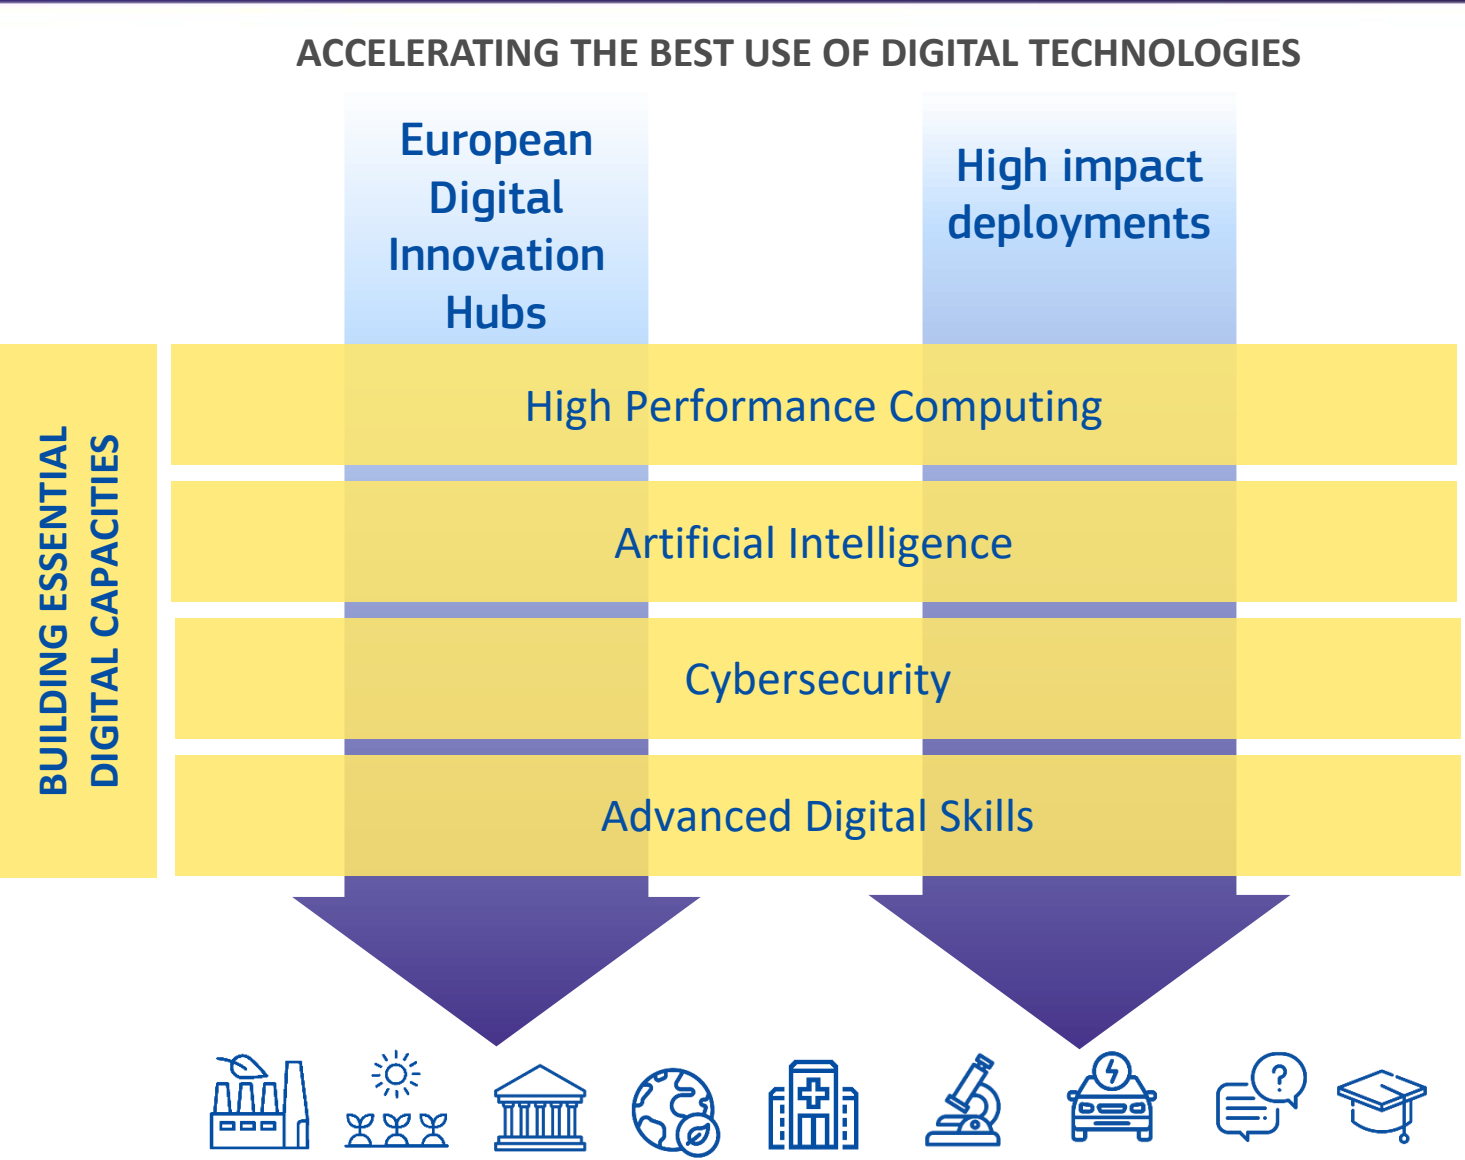 ACCELERATING THE BEST USE OF DIGITAL TECHNOLOGIES
European
Digital
Innovation
Hubs
High impact
deployments
BUILDING ESSENTIAL
DIGITAL CAPACITIES
High Performance Computing
Artificial Intelligence
Cybersecurity
Advanced Digital Skills
?